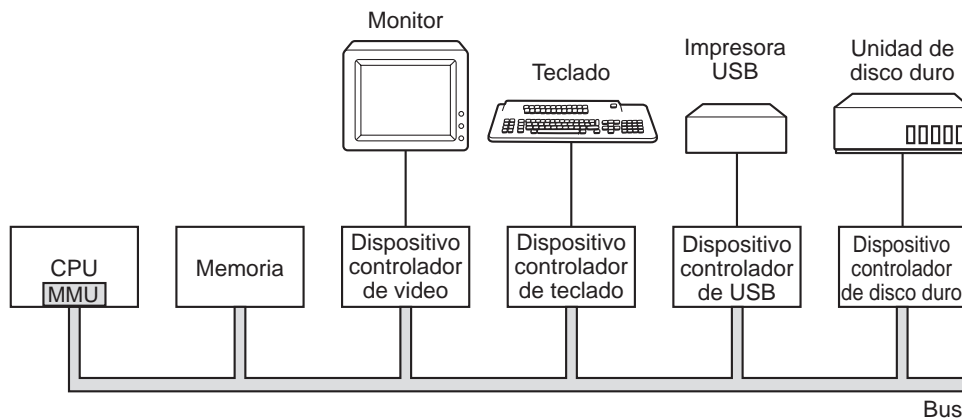 Monitor
Teclado
Impresora
USB
Unidad de
disco duro
CPU
MMU
Memoria
Dispositivo
controlador
de video
Dispositivo
controlador
de teclado
Dispositivo
controlador
de USB
Dispositivo
controlador
de disco duro
Bus